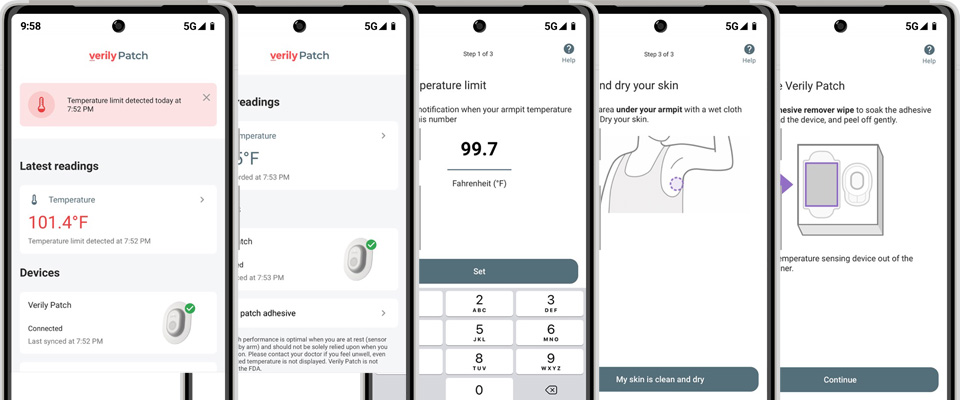 9:58
5G
verily Patch
Temperature limit detected today at
7:52 PM
Latest readings
Temperature
101.4°F
Temperature limit detected at 7:52 PM
Devices
Verily Patch
Connected
Last synced at 7:52 PM
5G
verily Patch
readings
°F
at 7:53 PM
at 7:53 PM
patch adhesive
performance is optimal when you are at rest (sensor
by arm) and should not be solely relied upon when you
on. Please contact your doctor if you feel unwell, even
temperature is not displayed. Verily Patch is not
the FDA.
5G
Step 1 of 3
Help
perature limit
notification when your armpit temperature
is number
99.7
Fahrenheit (°F)
Set
2
ABC
3
DEF
5
JKL
6
MNO
8
TUV
9
WXYZ
0
5G
Step 3 of 3
Help
nd dry your skin
area under your armpit with a wet cloth
Dry your skin.
My skin is clean and dry
5G
Help
e Verily Patch
hesive remover wipe to soak the adhesive
d the device, and peel off gently.
emperature sensing device out of the
ner.
Continue